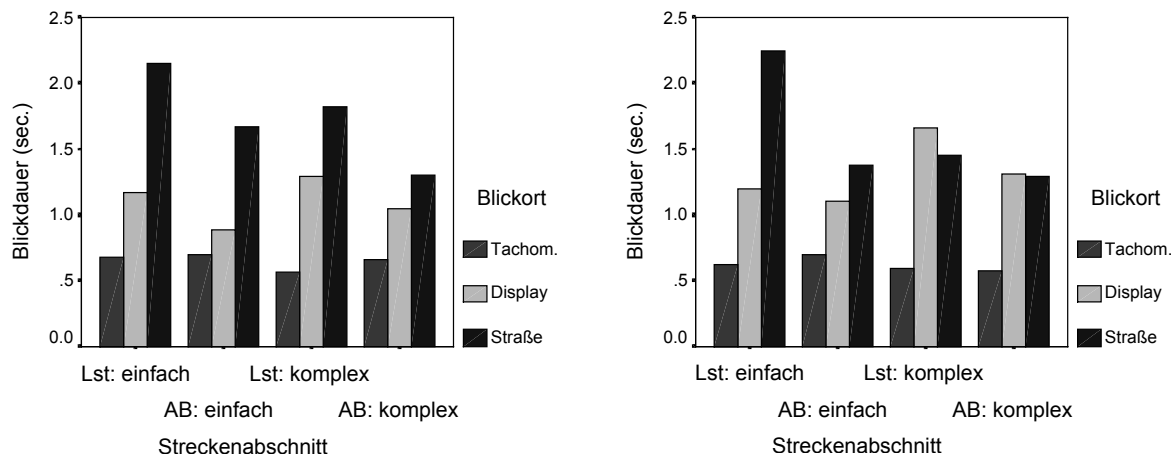 2.5
2.0
1.5
1.0
.5
0.0
Blickdauer (sec.)
Blickort
Tachom.
Display
Straße
Lst: einfach
Lst: komplex
AB: einfach
AB: komplex
Streckenabschnitt
2.5
2.0
1.5
1.0
.5
0.0
Blickdauer (sec.)
Blickort
Tachom.
Display
Straße
Lst: einfach
Lst: komplex
AB: einfach
AB: komplex
Streckenabschnitt